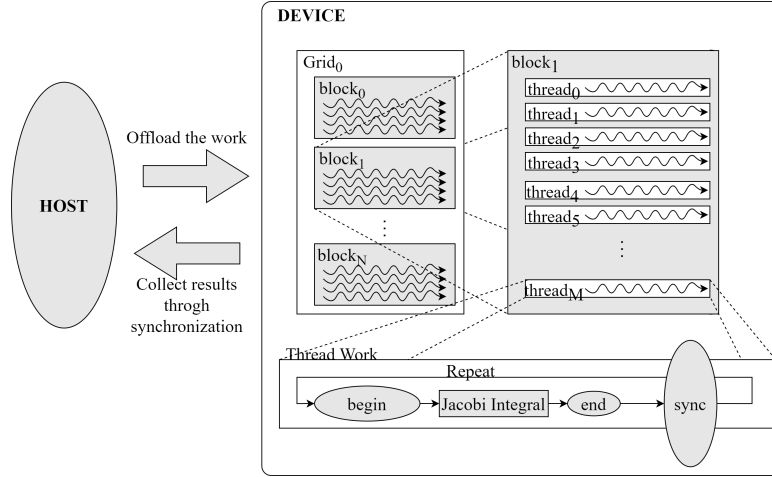 DEVICE
HOST
Offload the work
Collect results
throgh
synchronization
Grid0
block0
block1
⋮
blockN
block1
thread0
thread1
thread2
thread3
thread4
thread5
⋮
threadM
Thread Work
Repeat
begin
Jacobi Integral
end
sync